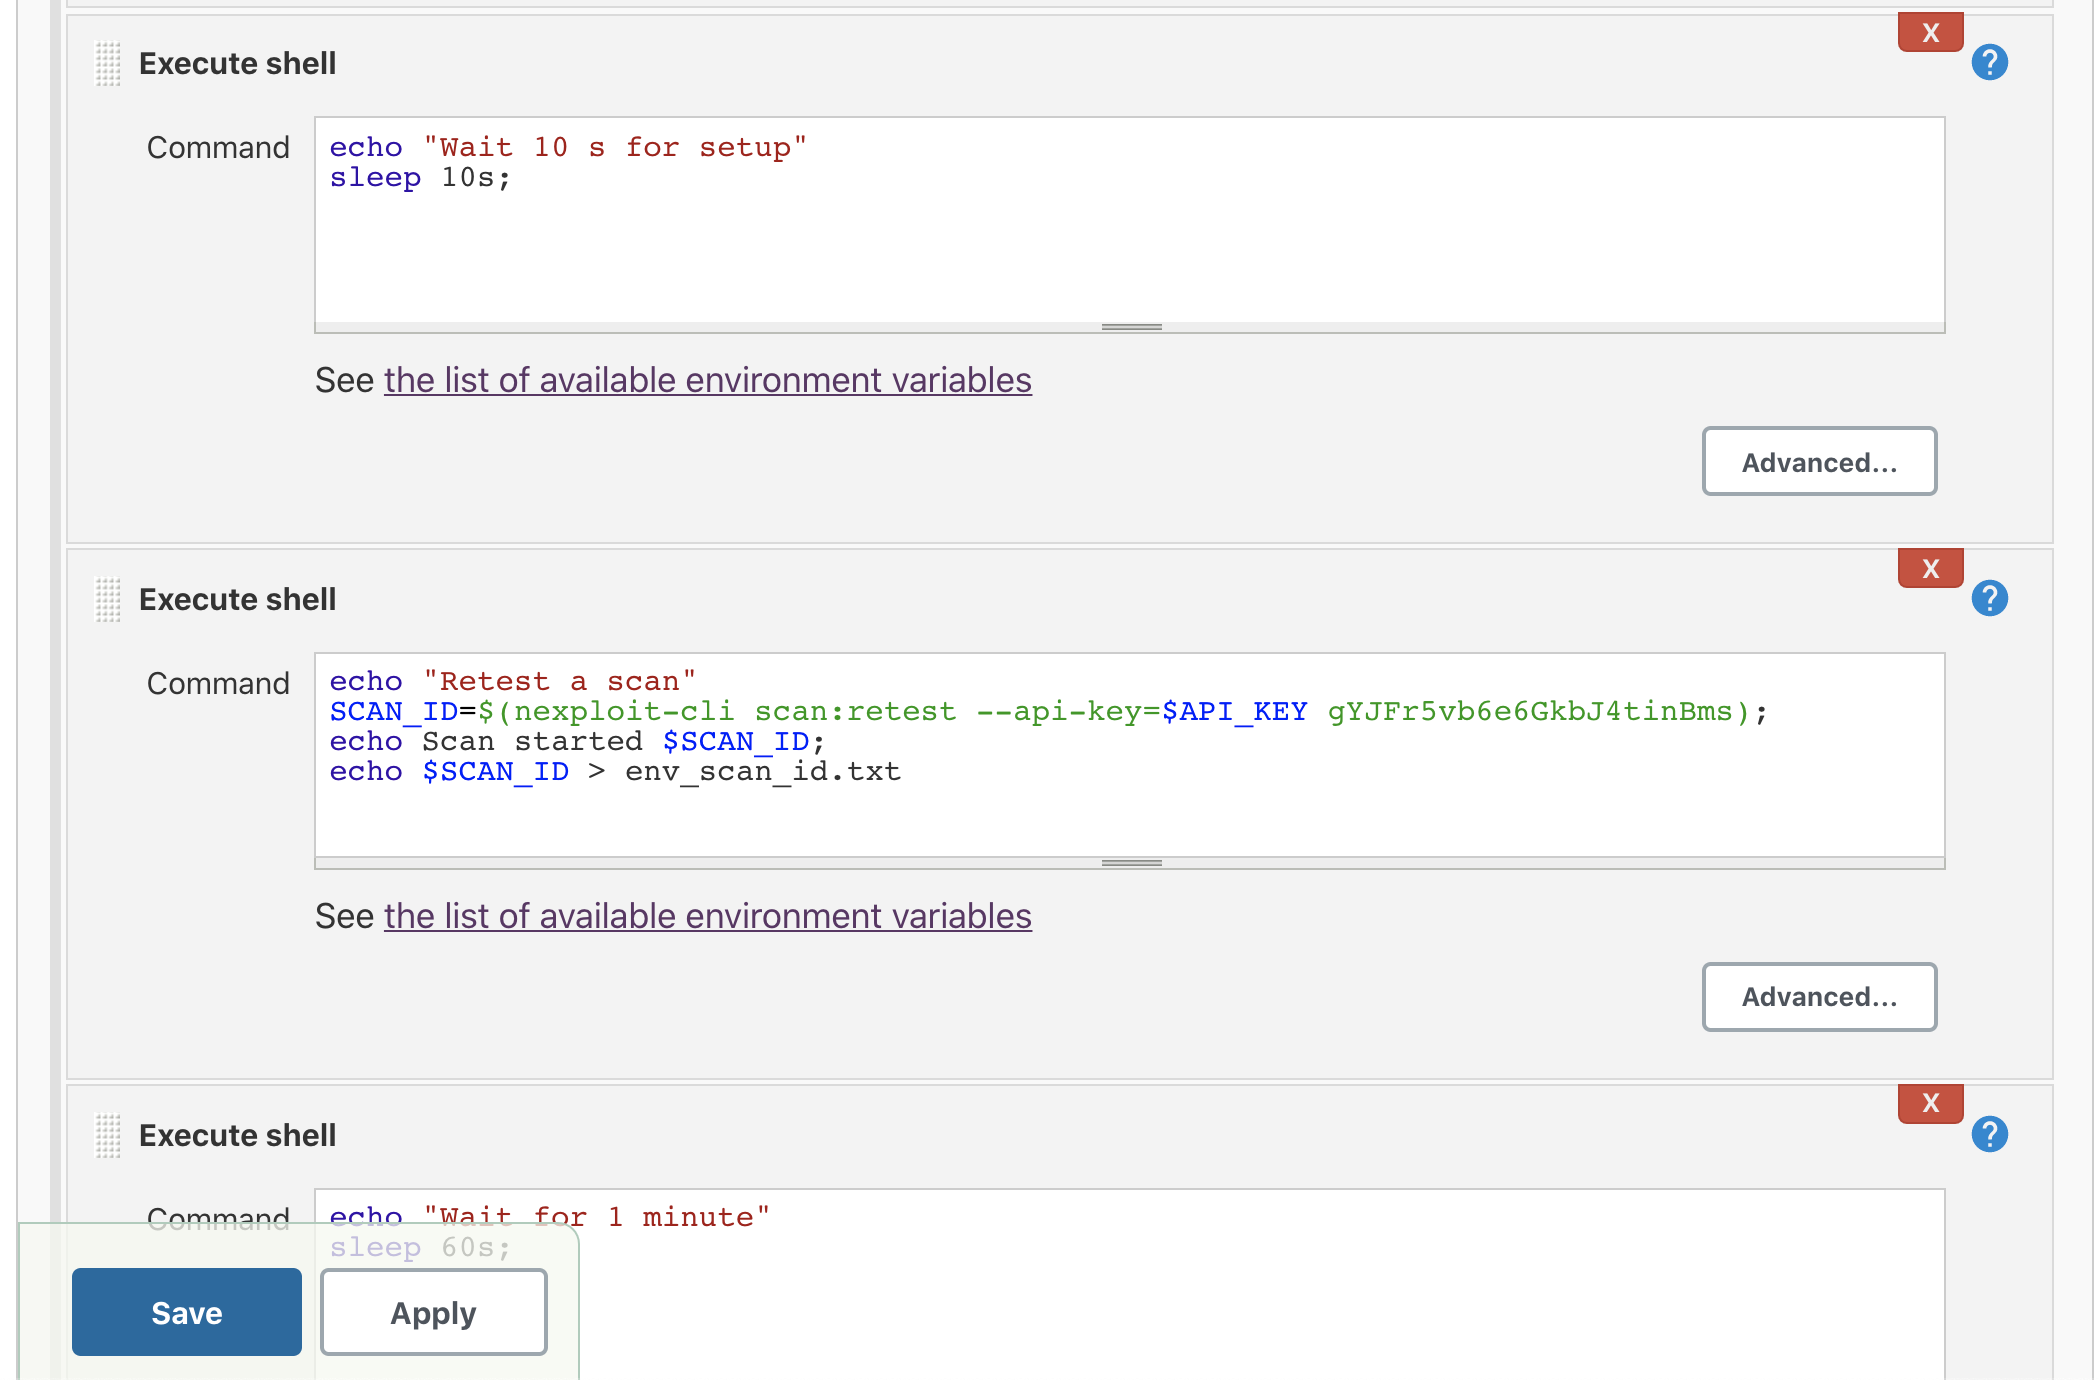 X
Execute shell
?
Command
echo "Wait 10 s for setup"
sleep 10s;
See the list of available environment variables
Advanced...
X
Execute shell
?
Command
echo "Retest a scan"
SCAN_ID=$(nexploit-cli scan:retest --api-key=$API_KEY gYJFr5vb6e6GkbJ4tinBms);
echo Scan started $SCAN_ID;
echo $SCAN_ID > env_scan_id.txt
See the list of available environment variables
Advanced...
X
Execute shell
?
Command
echo "Wait for 1 minute"
sleep 60s;
Save
Apply